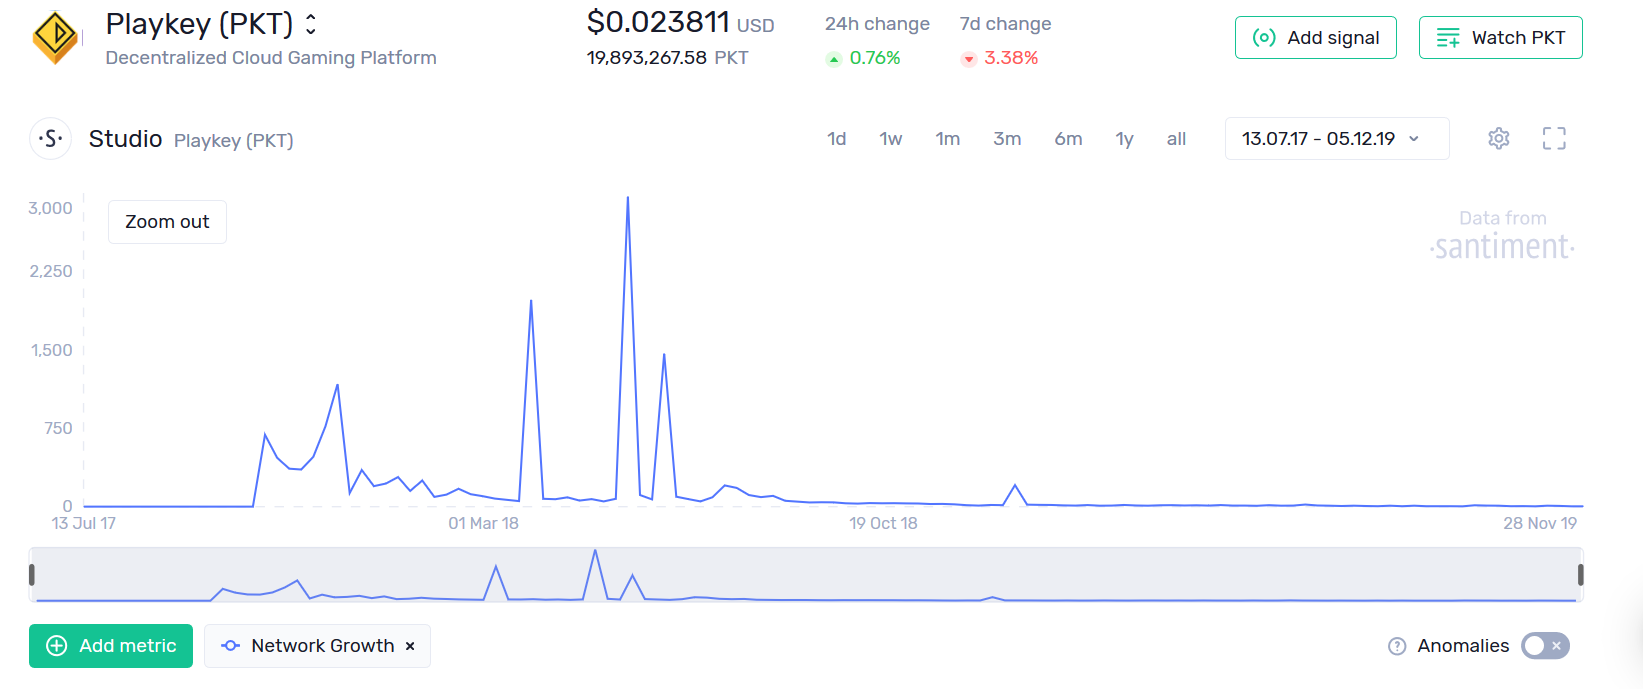 Playkey (PKT)
Decentralized Cloud Gaming Platform
$0.023811 USD
19,893,267.58 PKT
24h change
0.76%
7d change
3.38%
Add signal
Watch PKT
·S·
Studio Playkey (PKT)
1d 1w 1m 3m 6m 1y all
13.07.17 - 05.12.19
Zoom out
Data from
·santiment·
3,000
2,250
1,500
750
0
13 Jul 17 01 Mar 18 19 Oct 18 28 Nov 19
Add metric
Network Growth ×
? Anomalies